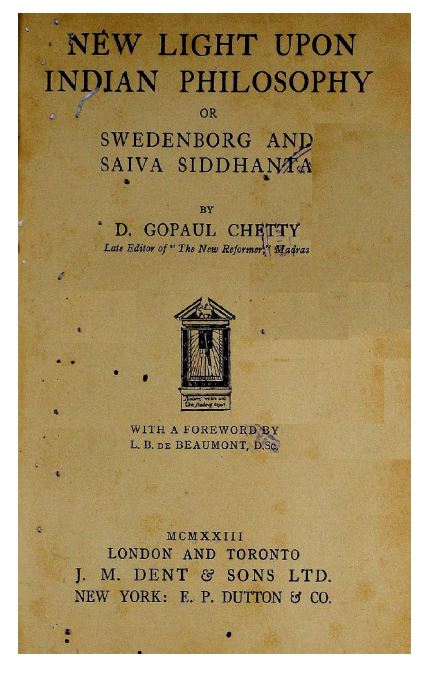 NEW LIGHT UPON
INDIAN PHILOSOPHY
OR
SWEDENBORG AND
SAIVA SIDDHANTA
BY
D. GOPAUL CHETTY
Late Editor of "The New Reformer," Madras
WITH A FOREWORD BY
L. B. DE BEAUMONT, D.Sc.
MCMXXIII
LONDON AND TORONTO
J. M. DENT & SONS LTD.
NEW YORK: E. P. DUTTON & CO.